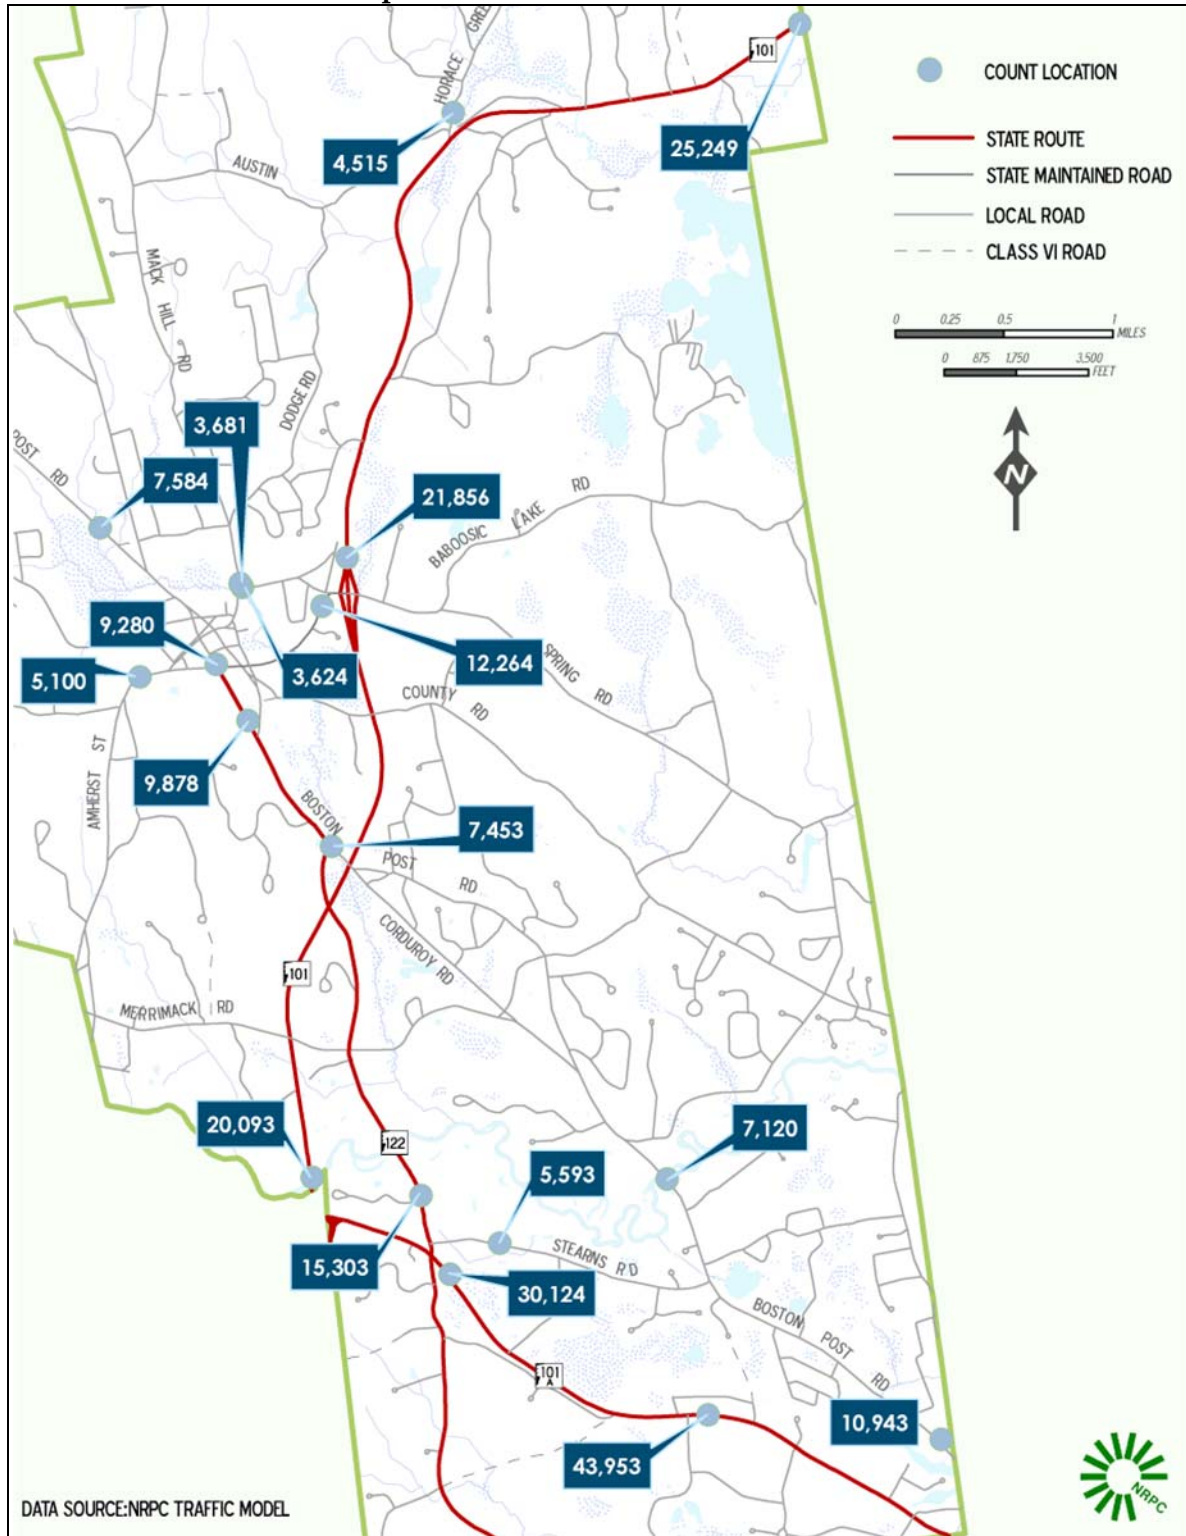 GREE
HORACE
101
4,515
25,249
COUNT LOCATION
STATE ROUTE
STATE MAINTAINED ROAD
LOCAL ROAD
CLASS VI ROAD
AUSTIN
0 0.25 0.5 1
MILES
0 875 1,750 3,500
FEET
N
MACK HILL RD
DODGE RD
3,681
POST RD
7,584
21,856
BABOOSIC LAKE RD
9,280
5,100
3,624
12,264
SPRING RD
COUNTY RD
AMHERST ST
9,878
BOSTON POST RD
7,453
CORDUROY RD
101
MERRIMACK RD
20,093
122
7,120
5,593
STEARNS RD
15,303
30,124
BOSTON POST RD
101
A
10,943
43,953
DATA SOURCE:NRPC TRAFFIC MODEL
NRPC